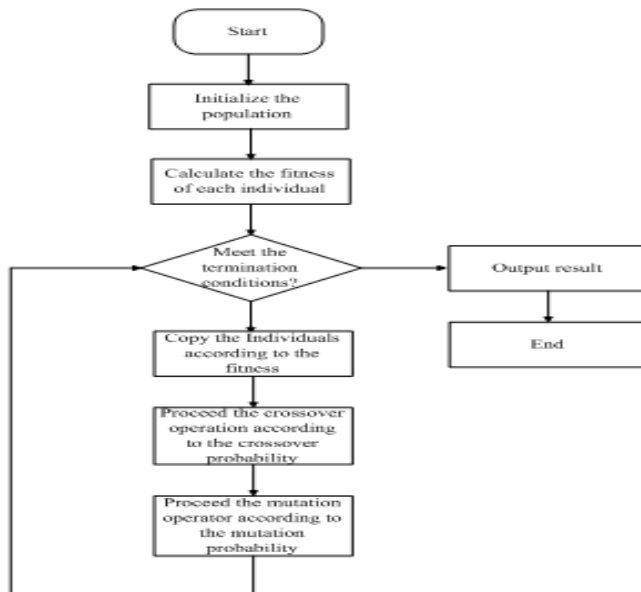 Start
Initialize the
population
Calculate the fitness
of each individual
Meet the
termination
conditions?
Output result
End
Copy the Individuals
according to the
fitness
Proceed the crossover
operation according
to the crossover
probability
Proceed the mutation
operator according to
the mutation
probability